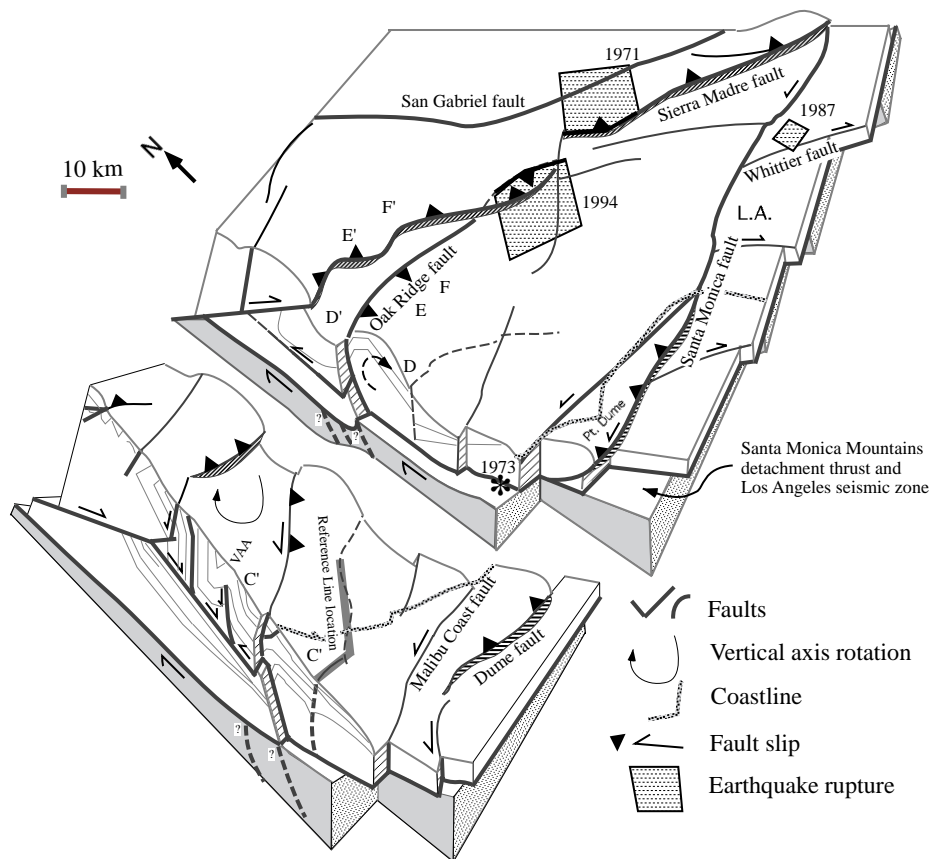 1971
San Gabriel fault
Sierra Madre fault
1987
N
10 km
Whittier fault
1994
F'
L.A.
E'
Oak Ridge fault
F
E
D'
Santa Monica fault
D
Pt. Dume
?
?
1973
Santa Monica Mountains
detachment thrust and
Los Angeles seismic zone
VAA
C'
Reference Line location
C'
Malibu Coast fault
Dume fault
?
?
Faults
Vertical axis rotation
Coastline
Fault slip
Earthquake rupture